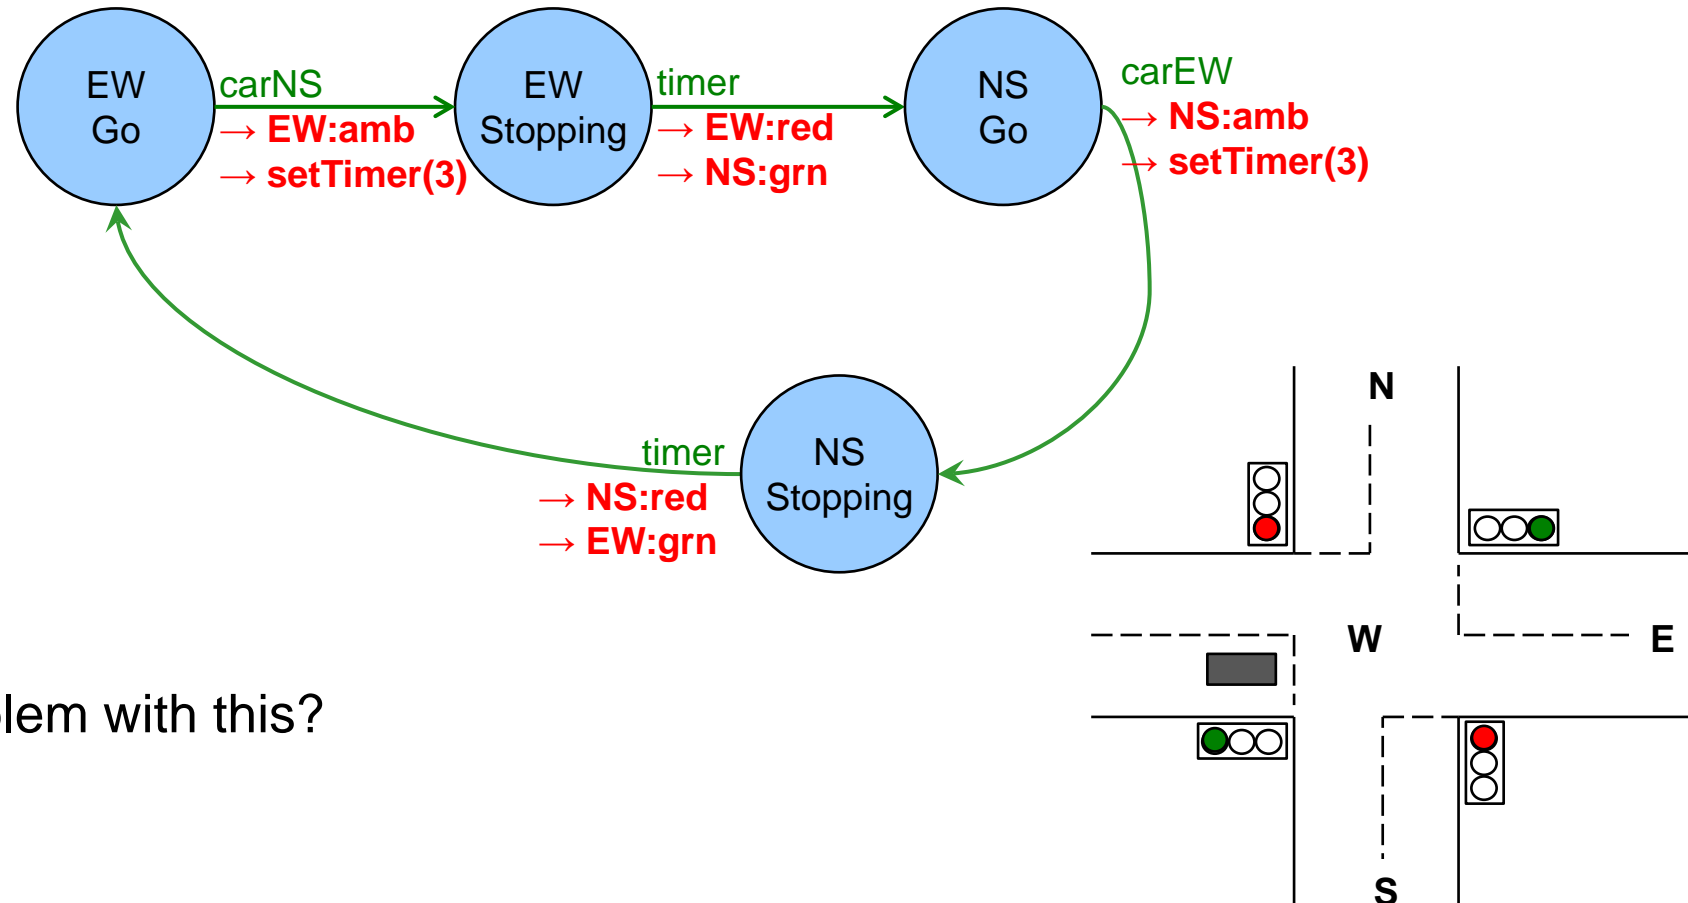 EW
Go
carNS
→ EW:amb
→ setTimer(3)
EW
Stopping
timer
→ EW:red
→ NS:grn
NS
Go
carEW
→ NS:amb
→ setTimer(3)
timer
→ NS:red
→ EW:grn
NS
Stopping
N
W
E
S
with this?